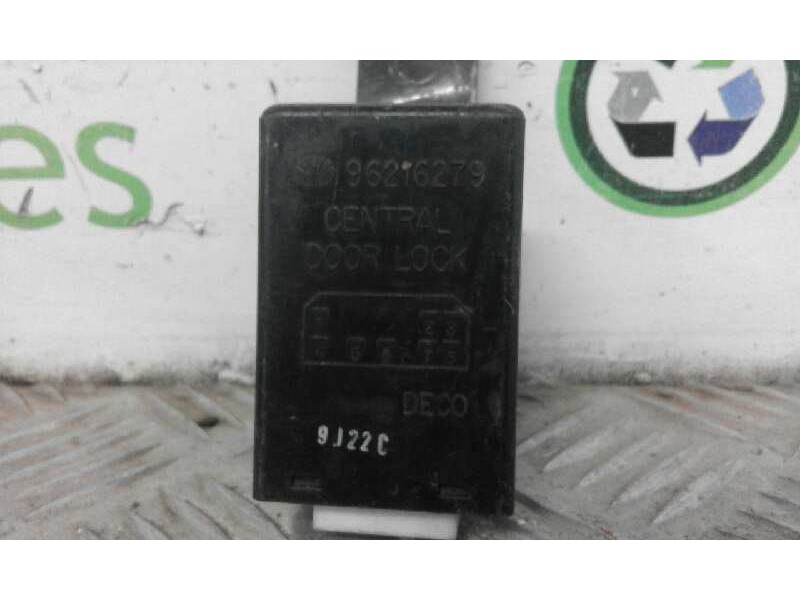 es
96216279
CENTRAL
DOOR LOCK
DECO
9J22C